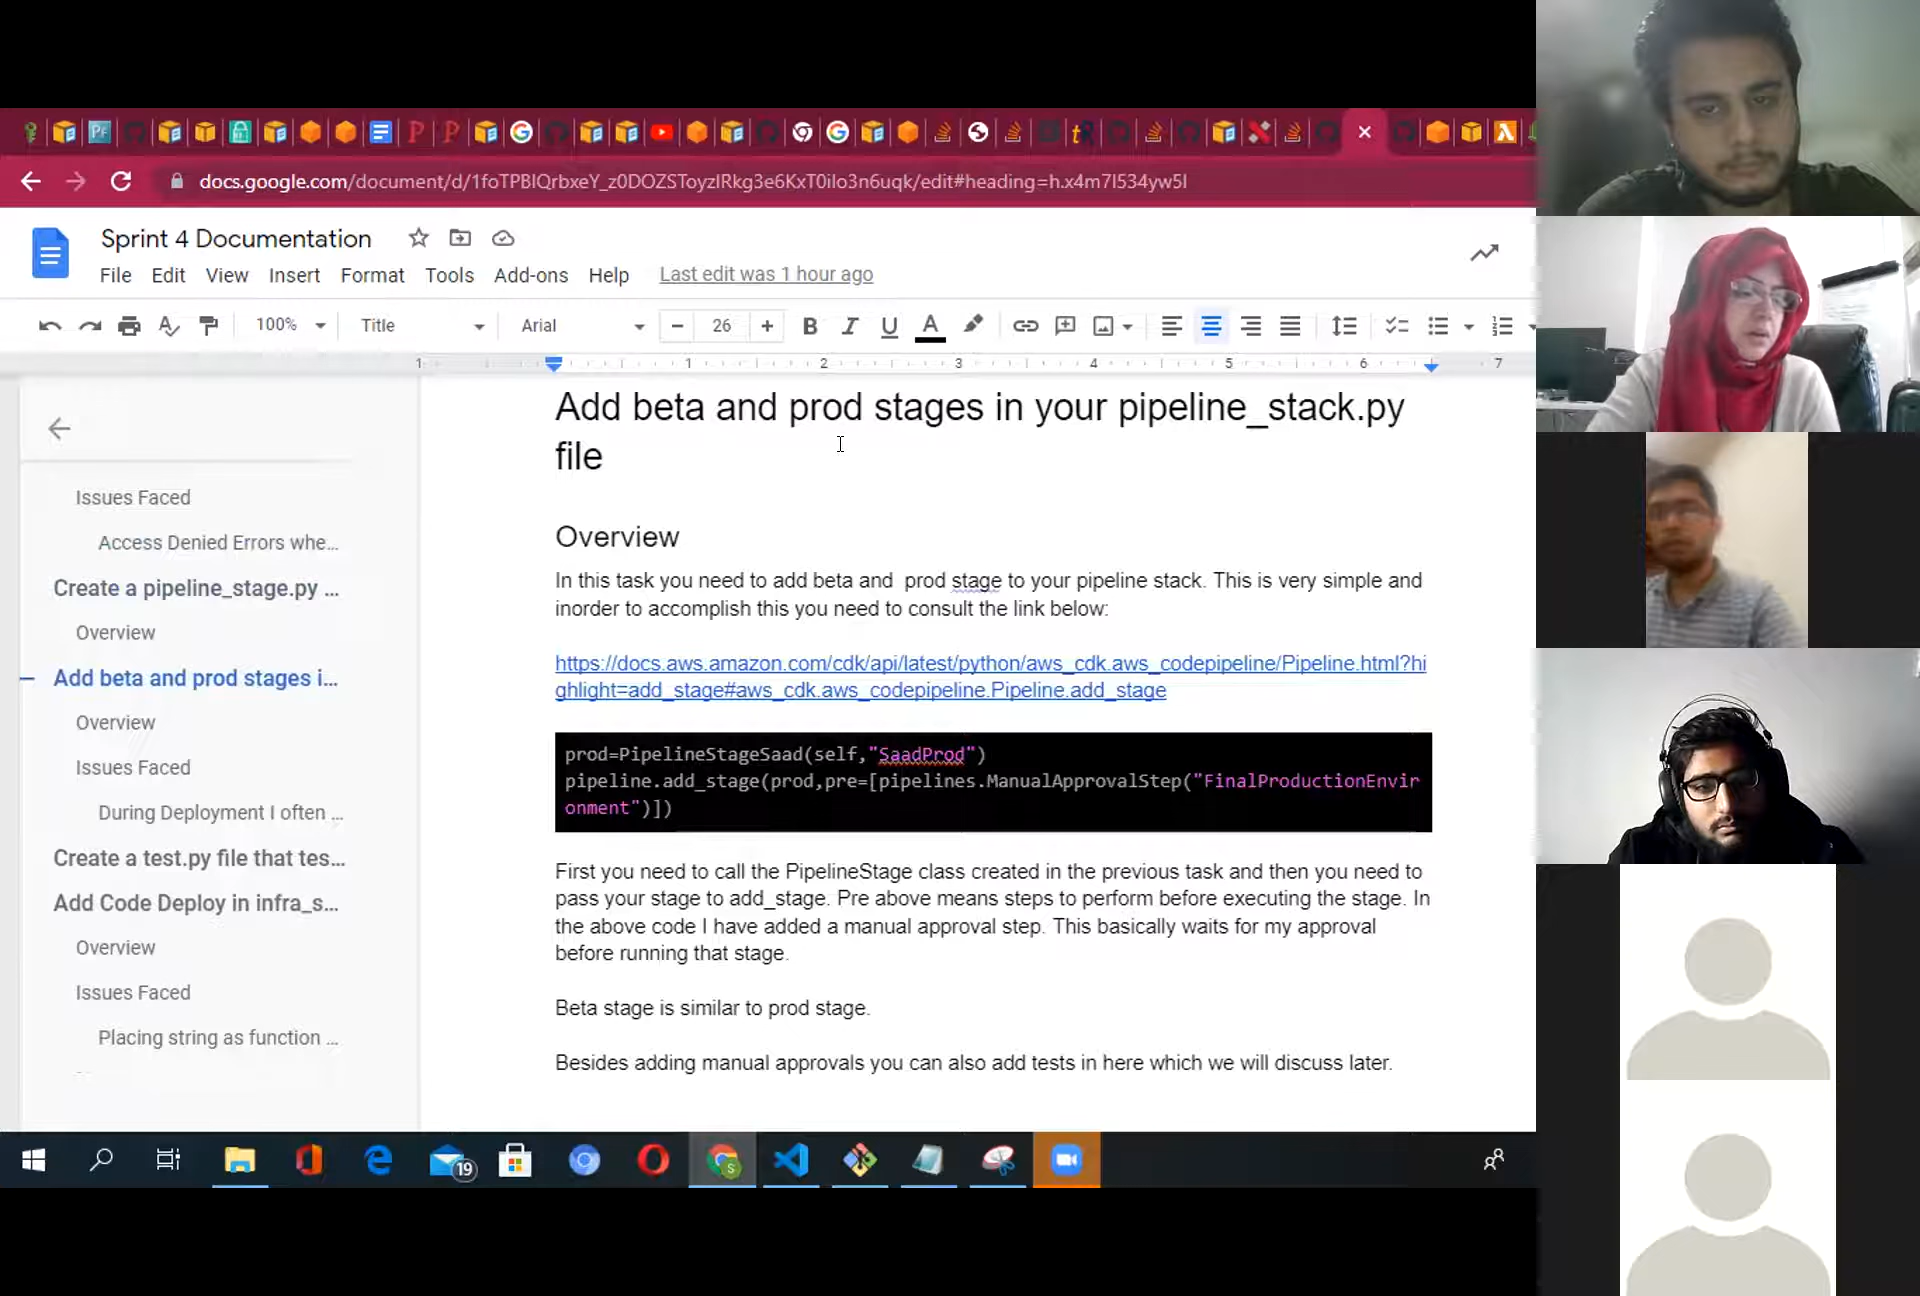 docs.google.com/document/d/1foTPBIQrbxeY_z0DOZSToyzIRkg3e6KxT0ilo3n6uqk/edit#heading=h.x4m7l534yw5l
Sprint 4 Documentation
File Edit View Insert Format Tools Add-ons Help Last edit was 1 hour ago
100% Title Arial 26
1 1 2 3 4 5 6 7
Issues Faced
Access Denied Errors whe...
Create a pipeline_stage.py ...
Overview
Add beta and prod stages i...
Overview
Issues Faced
During Deployment I often ...
Create a test.py file that tes...
Add Code Deploy in infra_s...
Overview
Issues Faced
Placing string as function ...
Add beta and prod stages in your pipeline_stack.py
file
Overview
In this task you need to add beta and  prod stage to your pipeline stack. This is very simple and
inorder to accomplish this you need to consult the link below:
https://docs.aws.amazon.com/cdk/api/latest/python/aws_cdk.aws_codepipeline/Pipeline.html?hi
ghlight=add_stage#aws_cdk.aws_codepipeline.Pipeline.add_stage
prod=PipelineStageSaad(self,"SaadProd")
pipeline.add_stage(prod,pre=[pipelines.ManualApprovalStep("FinalProductionEnvir
onment")])
First you need to call the PipelineStage class created in the previous task and then you need to
pass your stage to add_stage. Pre above means steps to perform before executing the stage. In
the above code I have added a manual approval step. This basically waits for my approval
before running that stage.
Beta stage is similar to prod stage.
Besides adding manual approvals you can also add tests in here which we will discuss later.
19